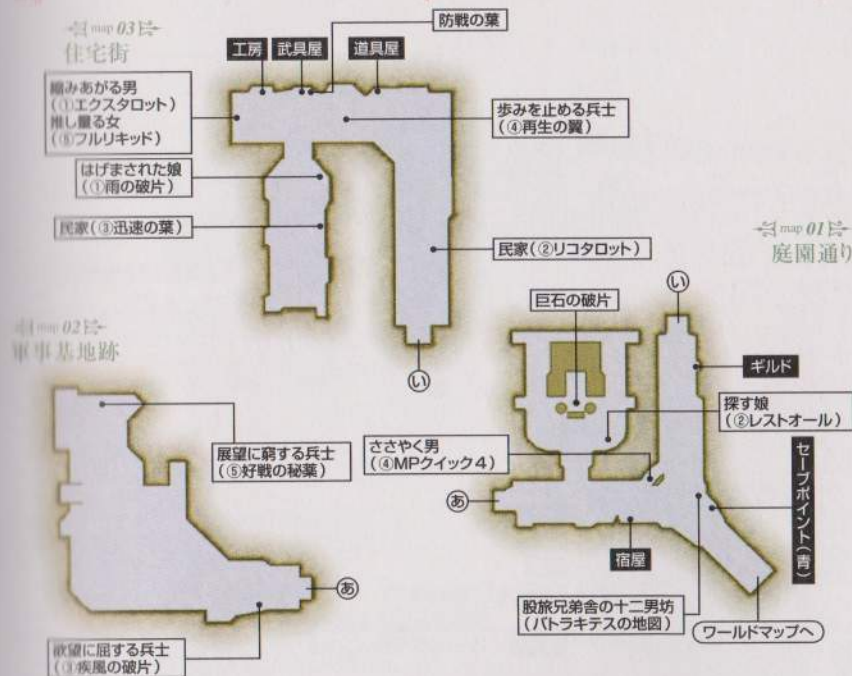 map 03
住宅街
工房
武具屋
防戦の葉
道具屋
縮みあがる男
(①エクスタロット)
推し量る女
(⑤フルリキッド)
はげまされた娘
(①雨の破片)
民家(③迅速の葉)
歩みを止める兵士
(④再生の翼)
民家(②リコタロット)
い
map 01
庭園通り
い
巨石の破片
ギルド
探す娘
(②レストオール)
ささやく男
(④MPクイック4)
セーブポイント(青)
あ
宿屋
股旅兄弟舎の十二男坊
(バトラキテスの地図)
ワールドマップへ
map 02
軍事基地跡
展望に窮する兵士
(⑤好戦の秘薬)
あ
欲望に屈する兵士
(③疾風の破片)